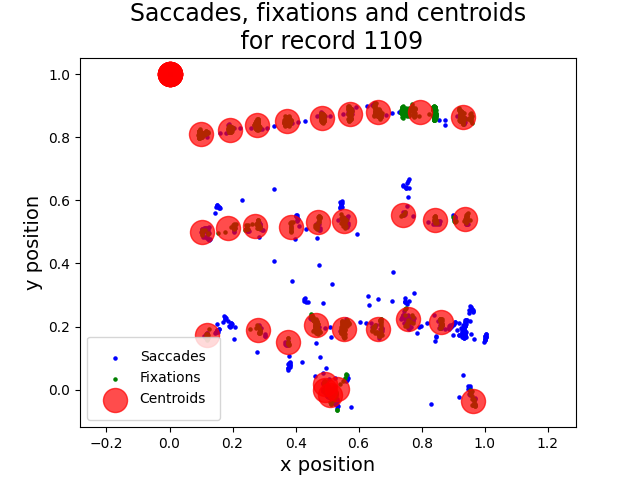 Saccades, fixations and centroids
for record 1109
y position
1.0
0.8
0.6
0.4
0.2
0.0
Saccades
Fixations
Centroids
−0.2 0.0 0.2 0.4 0.6 0.8 1.0 1.2
x position